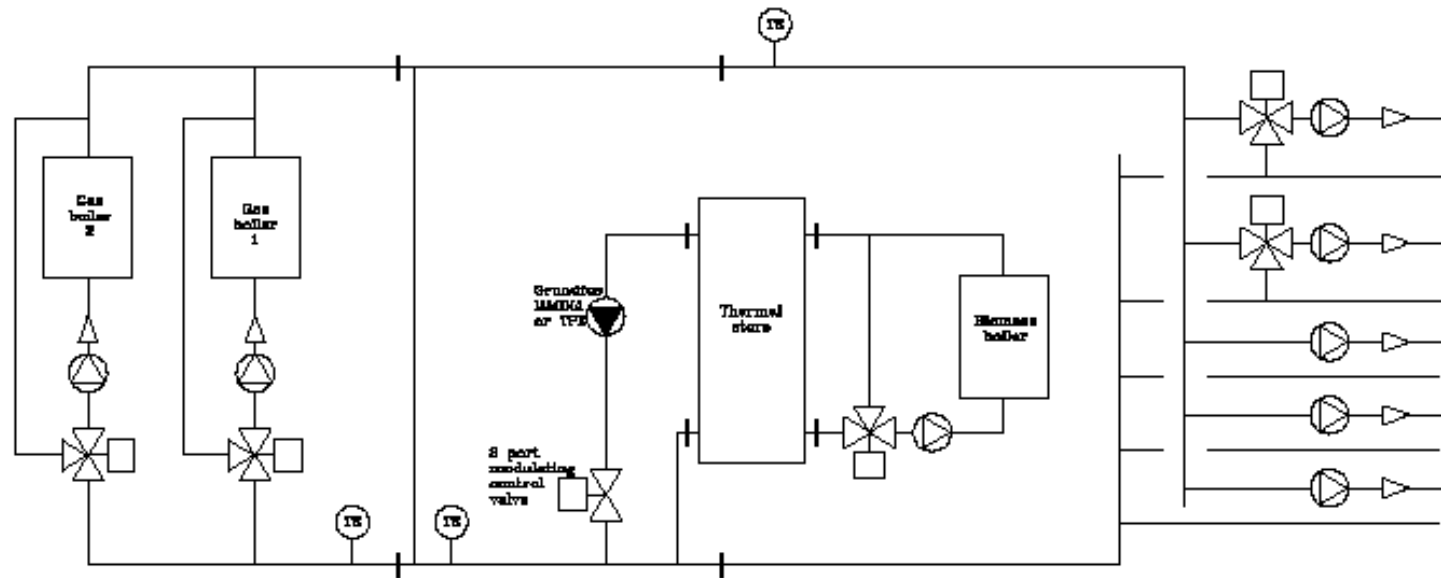 TE
Gas
boiler
2
Gas
boiler
1
Grundfos
MAGNA
or TPE
Thermal
store
Biomass
boiler
2 port
modulating
control
valve
TE
TE